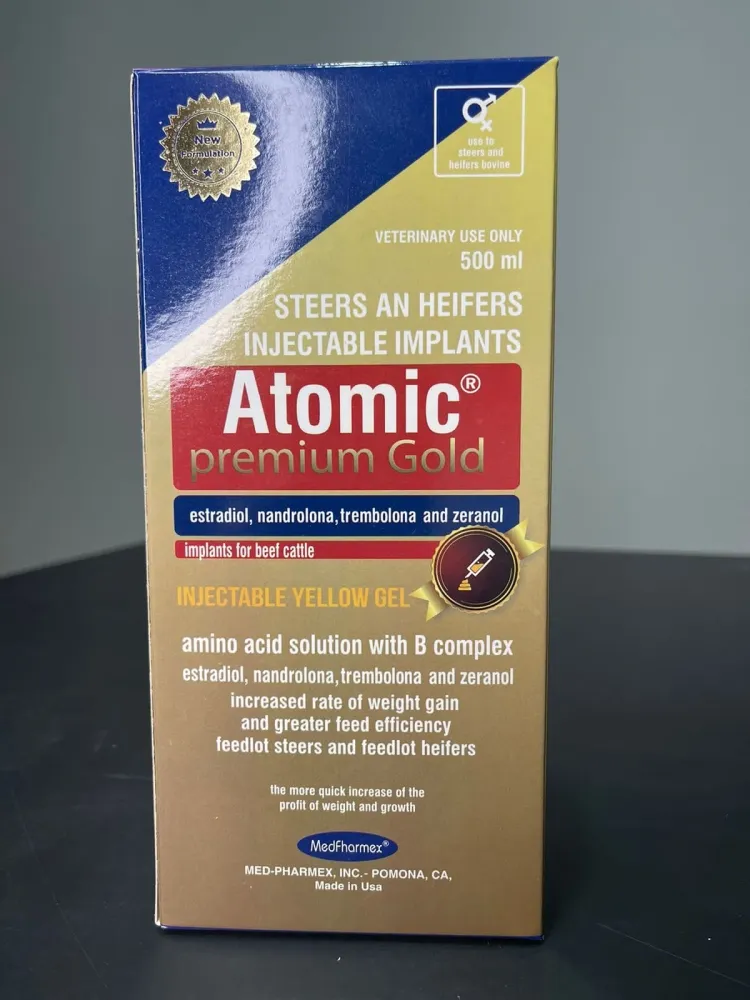 New
Formulation
use to
steers and
heifers bovine
VETERINARY USE ONLY
500 ml
STEERS AN HEIFERS
INJECTABLE IMPLANTS
Atomic®
premium Gold
estradiol, nandrolona, trembolona and zeranol
implants for beef cattle
INJECTABLE YELLOW GEL
amino acid solution with B complex
estradiol, nandrolona, trembolona and zeranol
increased rate of weight gain
and greater feed efficiency
feedlot steers and feedlot heifers
the more quick increase of the
profit of weight and growth
MedFharmex®
MED-PHARMEX, INC.- POMONA, CA,
Made in Usa